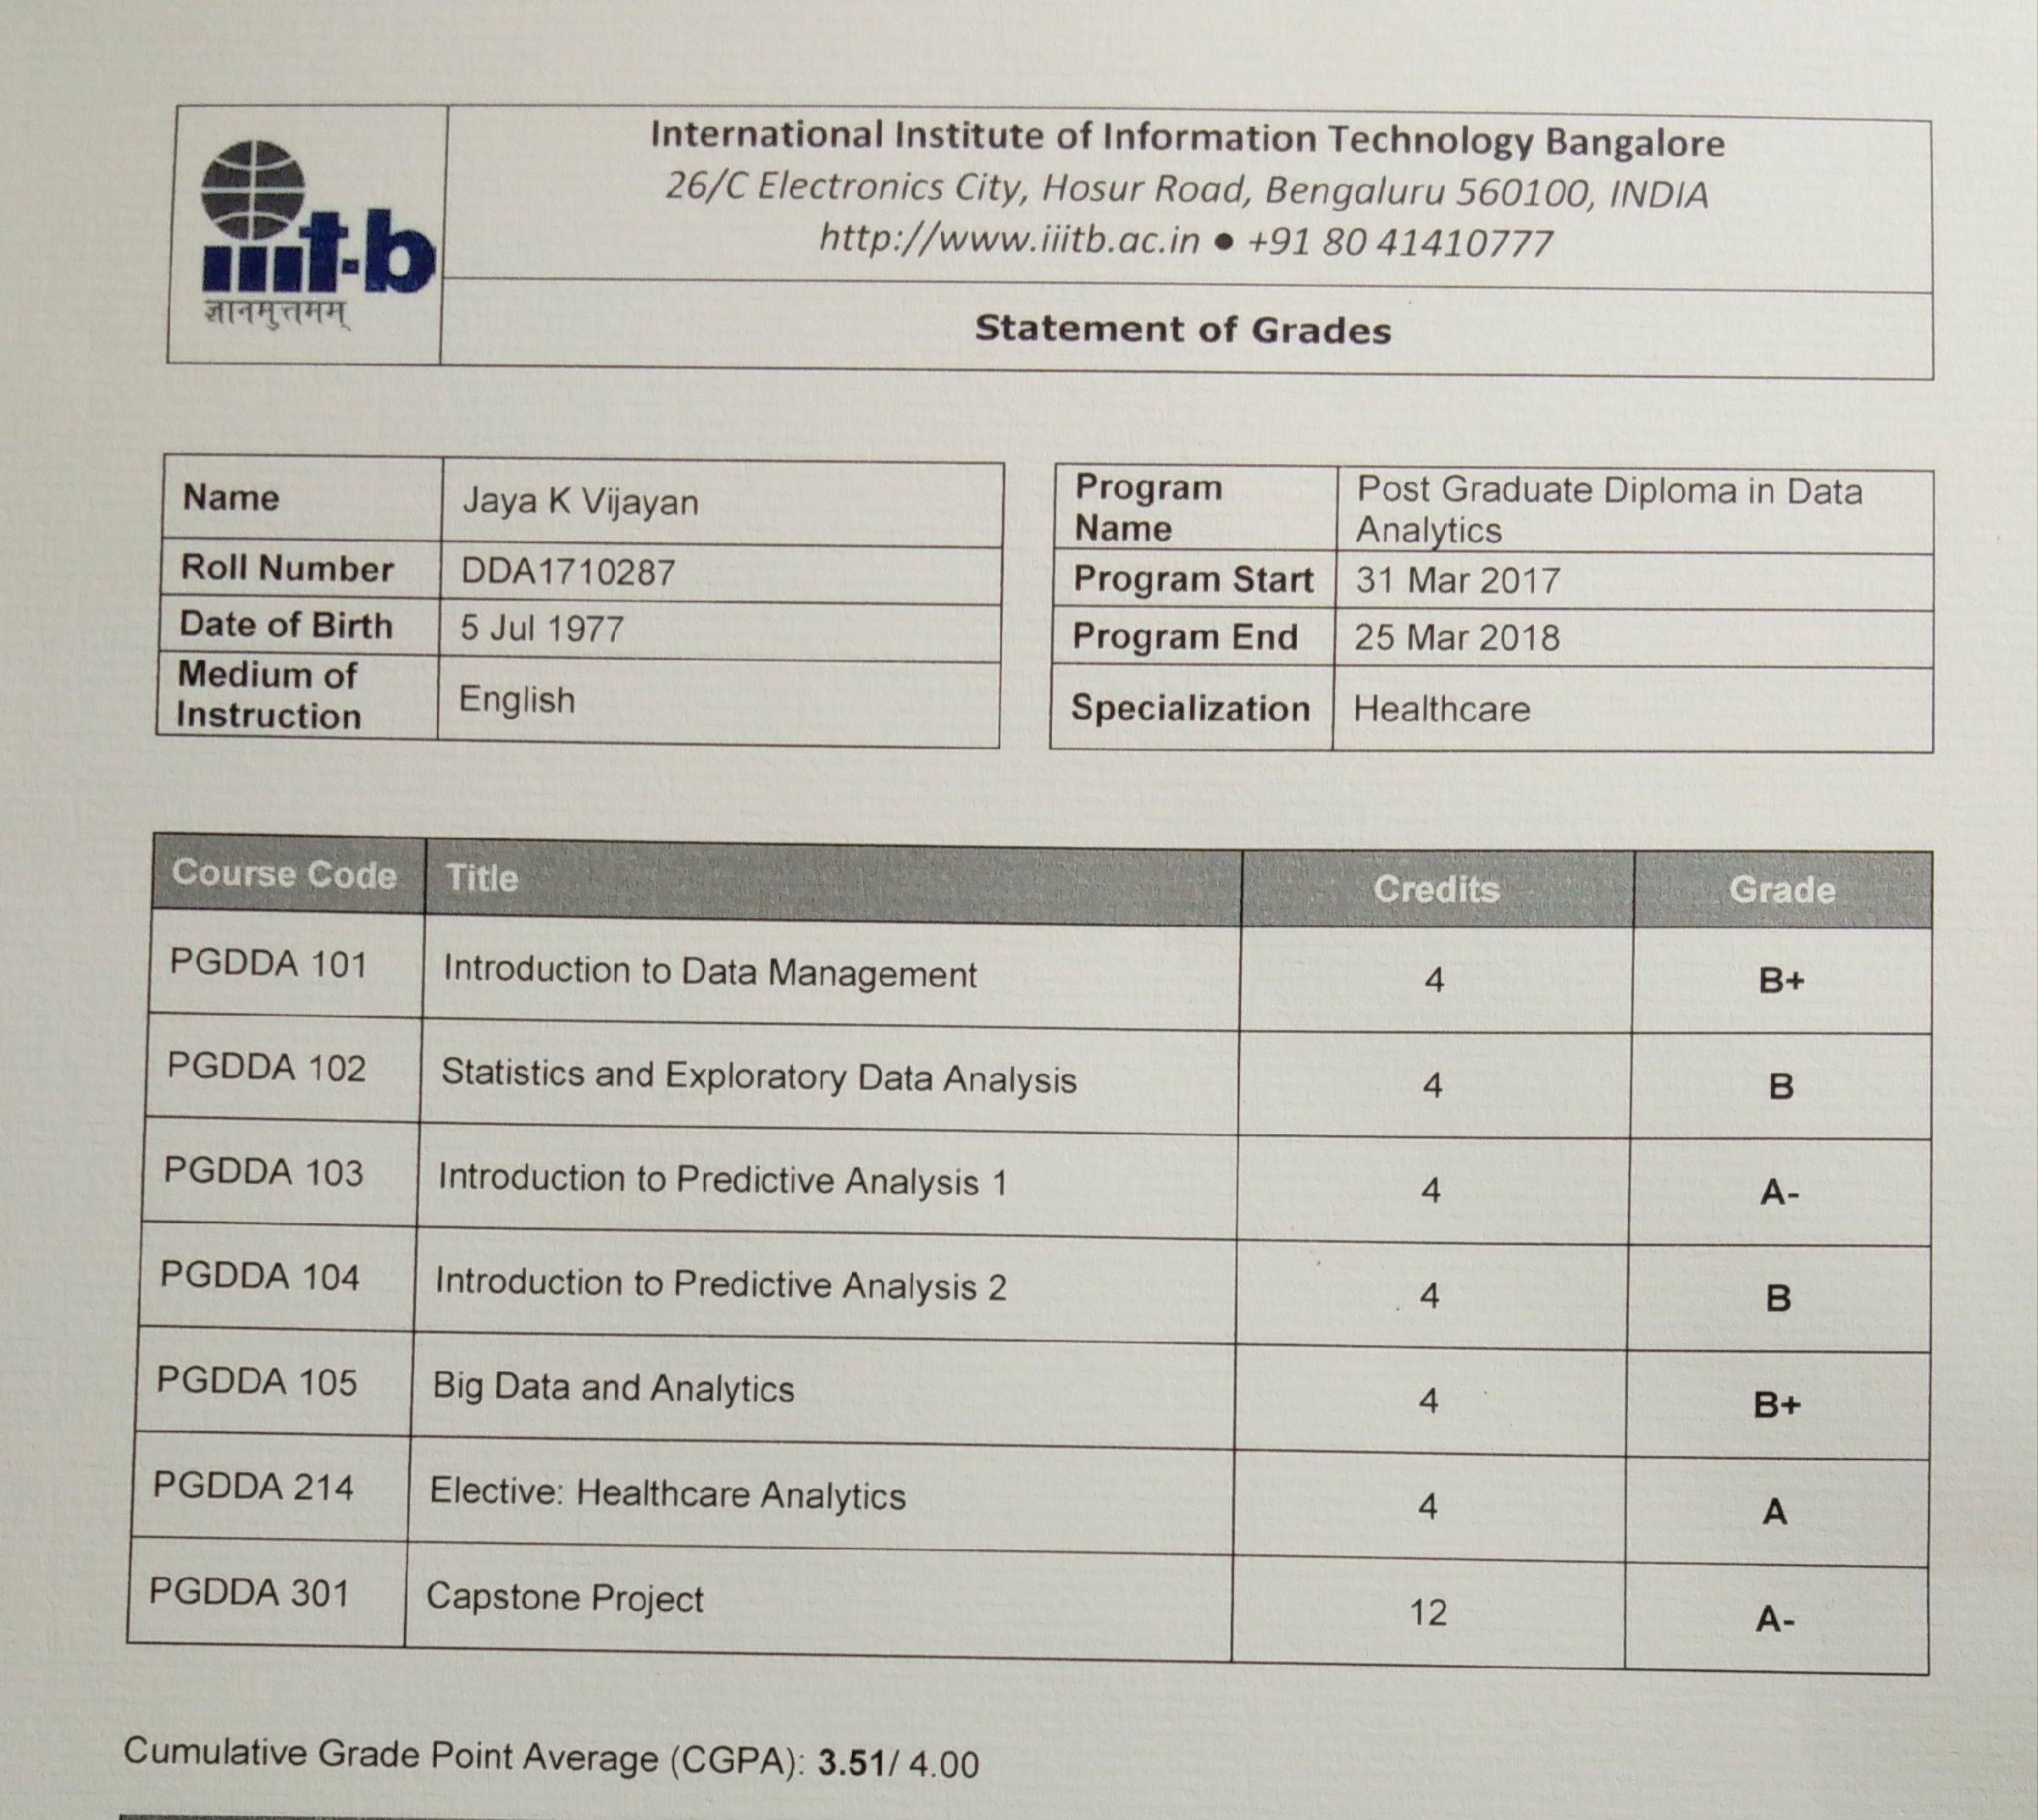 iiit-b
ज्ञानमुत्तमम्
International Institute of Information Technology Bangalore
26/C Electronics City, Hosur Road, Bengaluru 560100, INDIA
http://www.iiitb.ac.in ● +91 80 41410777
Statement of Grades
Name Jaya K Vijayan
Roll Number DDA1710287
Date of Birth 5 Jul 1977
Medium of
Instruction English
Program
Name Post Graduate Diploma in Data
Analytics
Program Start 31 Mar 2017
Program End 25 Mar 2018
Specialization Healthcare
Course Code Title Credits Grade
PGDDA 101 Introduction to Data Management 4 B+
PGDDA 102 Statistics and Exploratory Data Analysis 4 B
PGDDA 103 Introduction to Predictive Analysis 1 4 A-
PGDDA 104 Introduction to Predictive Analysis 2 4 B
PGDDA 105 Big Data and Analytics 4 B+
PGDDA 214 Elective: Healthcare Analytics 4 A
PGDDA 301 Capstone Project 12 A-
Cumulative Grade Point Average (CGPA): 3.51/ 4.00